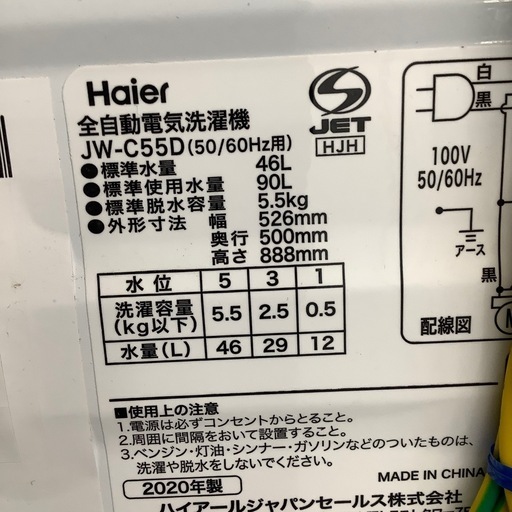 Haier
S JET
HJH
全自動電気洗濯機
JW-C55D(50/60Hz用)
●標準水量 46L
●標準使用水量 90L
●標準脱水容量 5.5kg
●外形寸法 幅 526mm
奥行 500mm
高さ 888mm
水位 5 3 1
洗濯容量(kg以下) 5.5 2.5 0.5
水量(L) 46 29 12
白
黒
100V
50/60Hz
アース
黒
配線図
■使用上の注意
1.電源は必ずコンセントからとること。
2.周囲に間隔をおいて設置すること。
3.ベンジン・灯油・シンナー・ガソリンなどのついたものは、
洗濯や脱水をしないでください。
MADE IN CHINA
2020年製
ハイアールジャパンセールス株式会社